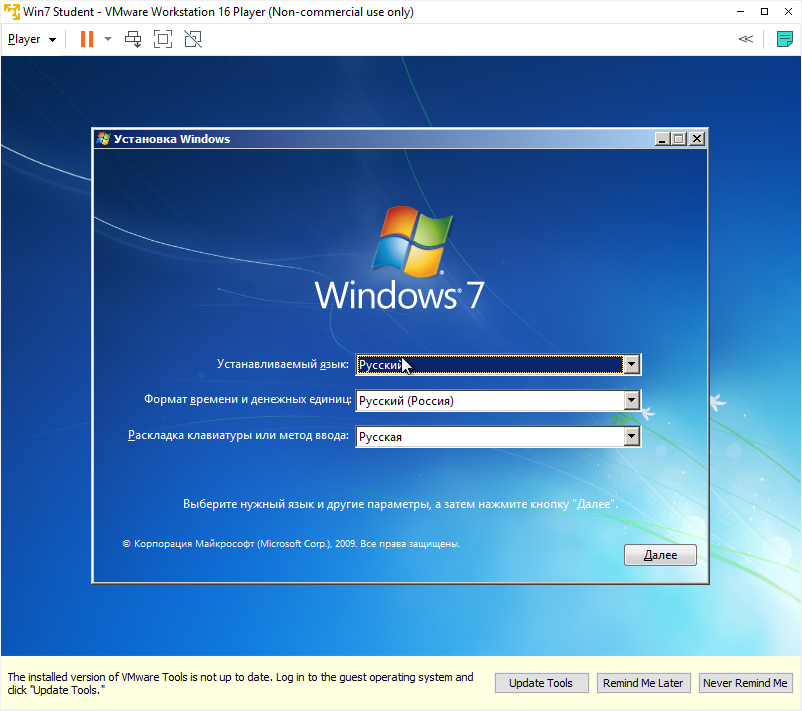 Win7 Student - VMware Workstation 16 Player (Non-commercial use only)
Player
Установка Windows
Windows® 7
Устанавливаемый язык: Русский
Формат времени и денежных единиц: Русский (Россия)
Раскладка клавиатуры или метод ввода: Русская
Выберите нужный язык и другие параметры, а затем нажмите кнопку "Далее".
© Корпорация Майкрософт (Microsoft Corp.), 2009. Все права защищены.
Далее
The installed version of VMware Tools is not up to date. Log in to the guest operating system and
click "Update Tools."
Update Tools
Remind Me Later
Never Remind Me